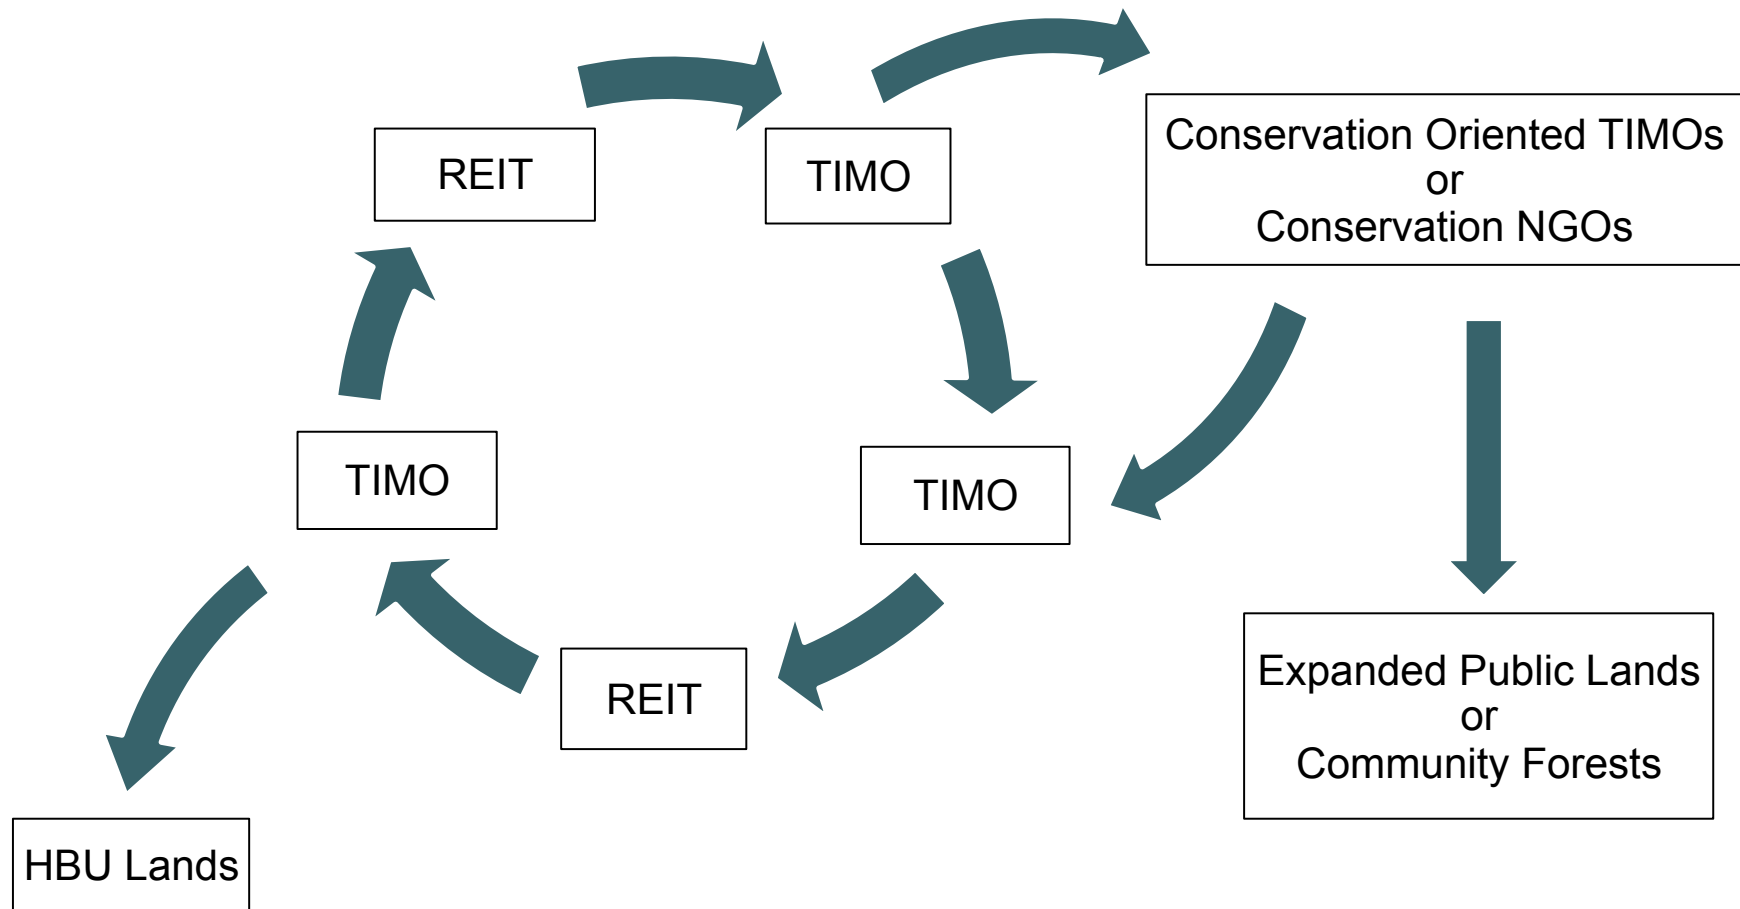 REIT
TIMO
Conservation Oriented TIMOs
or
Conservation NGOs
TIMO
TIMO
REIT
Expanded Public Lands
or
Community Forests
HBU Lands